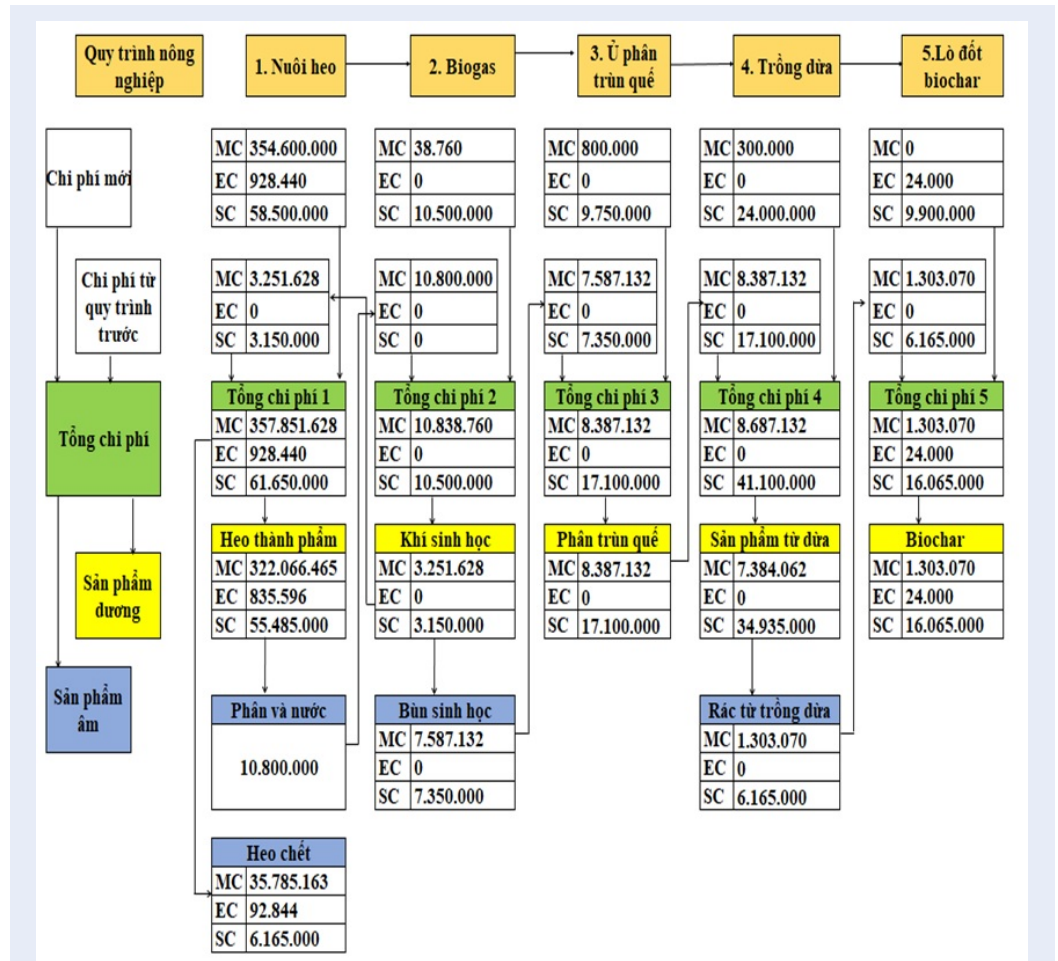 Quy trình nông
nghiệp
1. Nuôi heo
2. Biogas
3. Ủ phân
trùn quế
4. Trồng dừa
5.Lò đốt
biochar
Chi phí mới
MC 354.600.000
EC 928.440
SC 58.500.000
MC 38.760
EC 0
SC 10.500.000
MC 800.000
EC 0
SC 9.750.000
MC 300.000
EC 0
SC 24.000.000
MC 0
EC 24.000
SC 9.900.000
Chi phí từ
quy trình
trước
MC 3.251.628
EC 0
SC 3.150.000
MC 10.800.000
EC 0
SC 0
MC 7.587.132
EC 0
SC 7.350.000
MC 8.387.132
EC 0
SC 17.100.000
MC 1.303.070
EC 0
SC 6.165.000
Tổng chi phí
Tổng chi phí 1
MC 357.851.628
EC 928.440
SC 61.650.000
Tổng chi phí 2
MC 10.838.760
EC 0
SC 10.500.000
Tổng chi phí 3
MC 8.387.132
EC 0
SC 17.100.000
Tổng chi phí 4
MC 8.687.132
EC 0
SC 41.100.000
Tổng chi phí 5
MC 1.303.070
EC 24.000
SC 16.065.000
Sản phẩm
dương
Heo thành phẩm
MC 322.066.465
EC 835.596
SC 55.485.000
Khí sinh học
MC 3.251.628
EC 0
SC 3.150.000
Phân trùn quế
MC 8.387.132
EC 0
SC 17.100.000
Sản phẩm từ dừa
MC 7.384.062
EC 0
SC 34.935.000
Biochar
MC 1.303.070
EC 24.000
SC 16.065.000
Sản phẩm
âm
Phân và nước
10.800.000
Bùn sinh học
MC 7.587.132
EC 0
SC 7.350.000
Rác từ trồng dừa
MC 1.303.070
EC 0
SC 6.165.000
Heo chết
MC 35.785.163
EC 92.844
SC 6.165.000